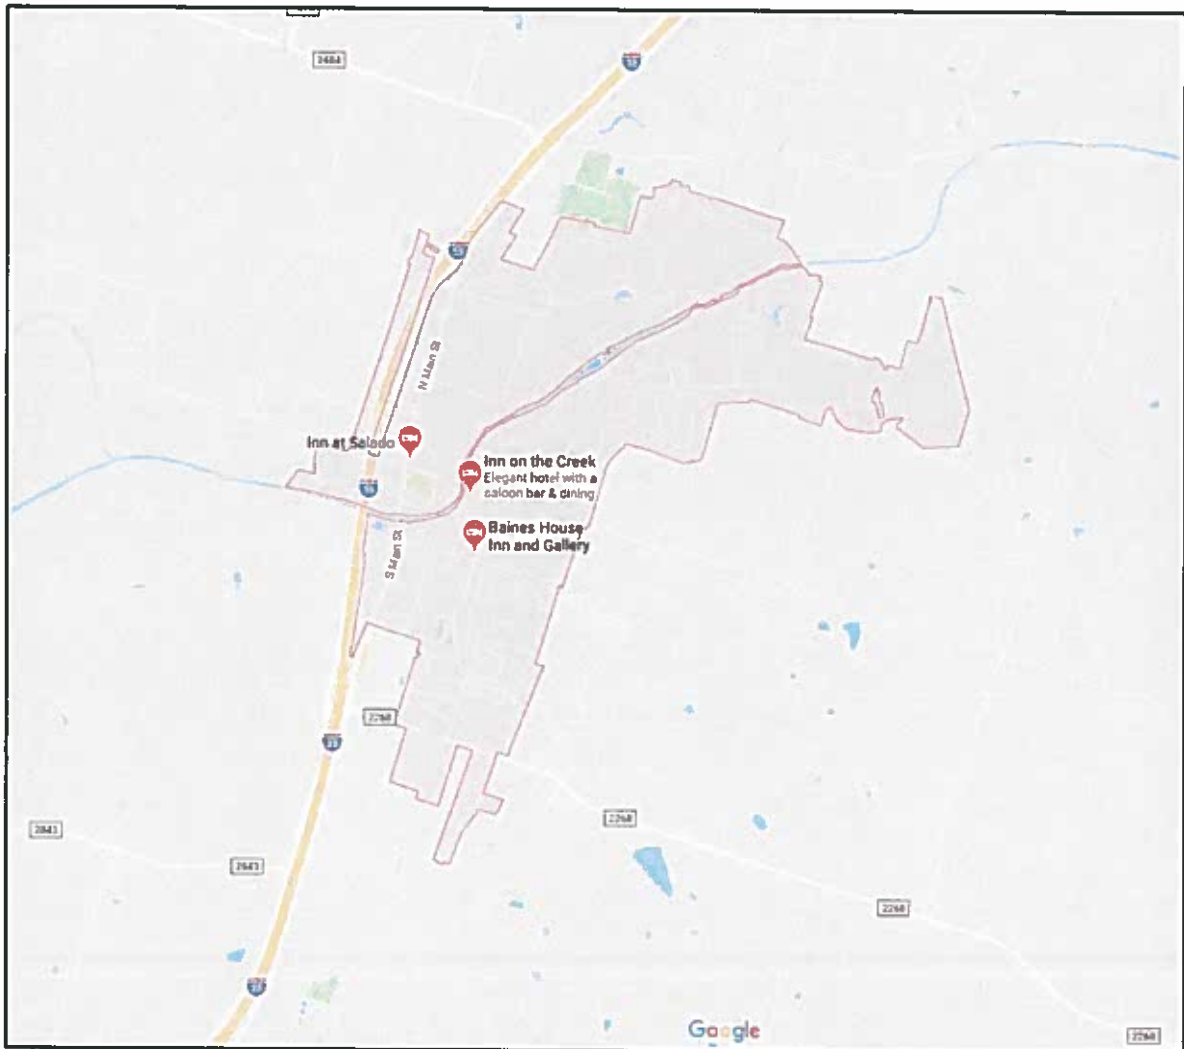 2484
35
35
N Main St
Inn at Salado
Inn on the Creek
Elegant hotel with a
saloon bar & dining
35
Baines House
Inn and Gallery
S Main St
2268
35
2843
2268
2843
2268
35
Google
2268